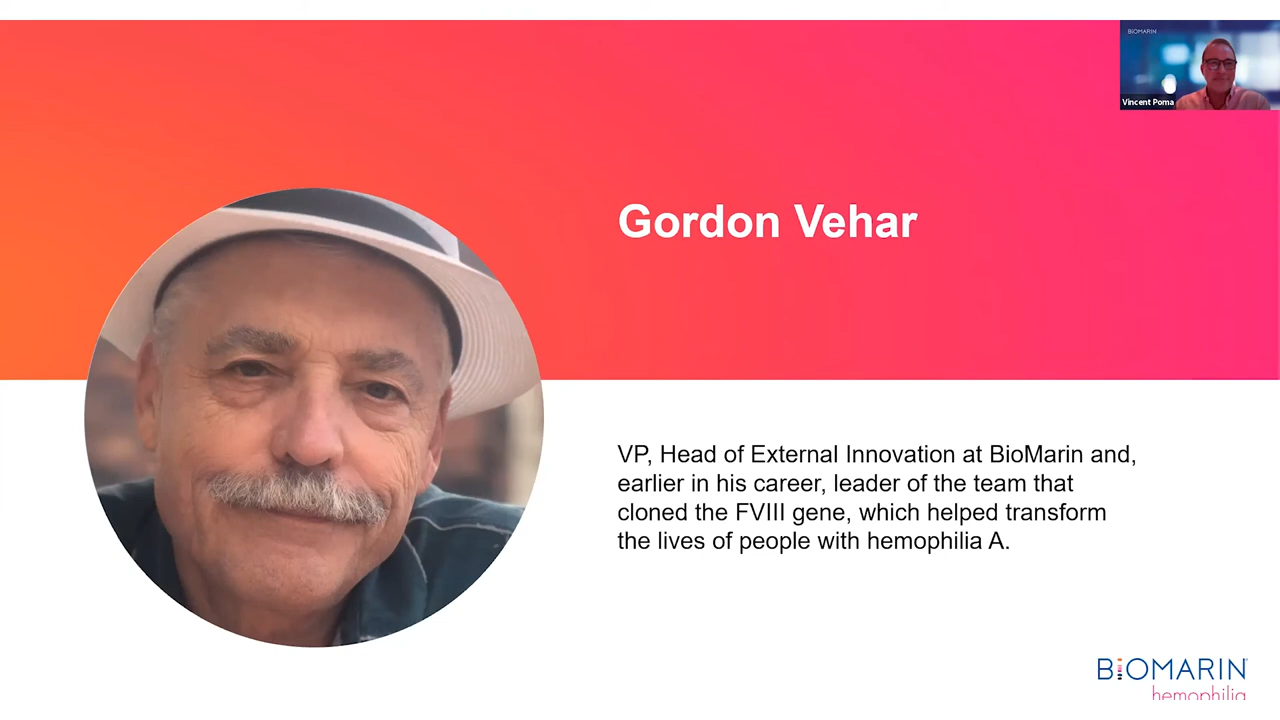 BIOMARIN
Vincent Poma
Gordon Vehar
VP, Head of External Innovation at BioMarin and,
earlier in his career, leader of the team that
cloned the FVIII gene, which helped transform
the lives of people with hemophilia A.
BIOMARIN
hemophilia